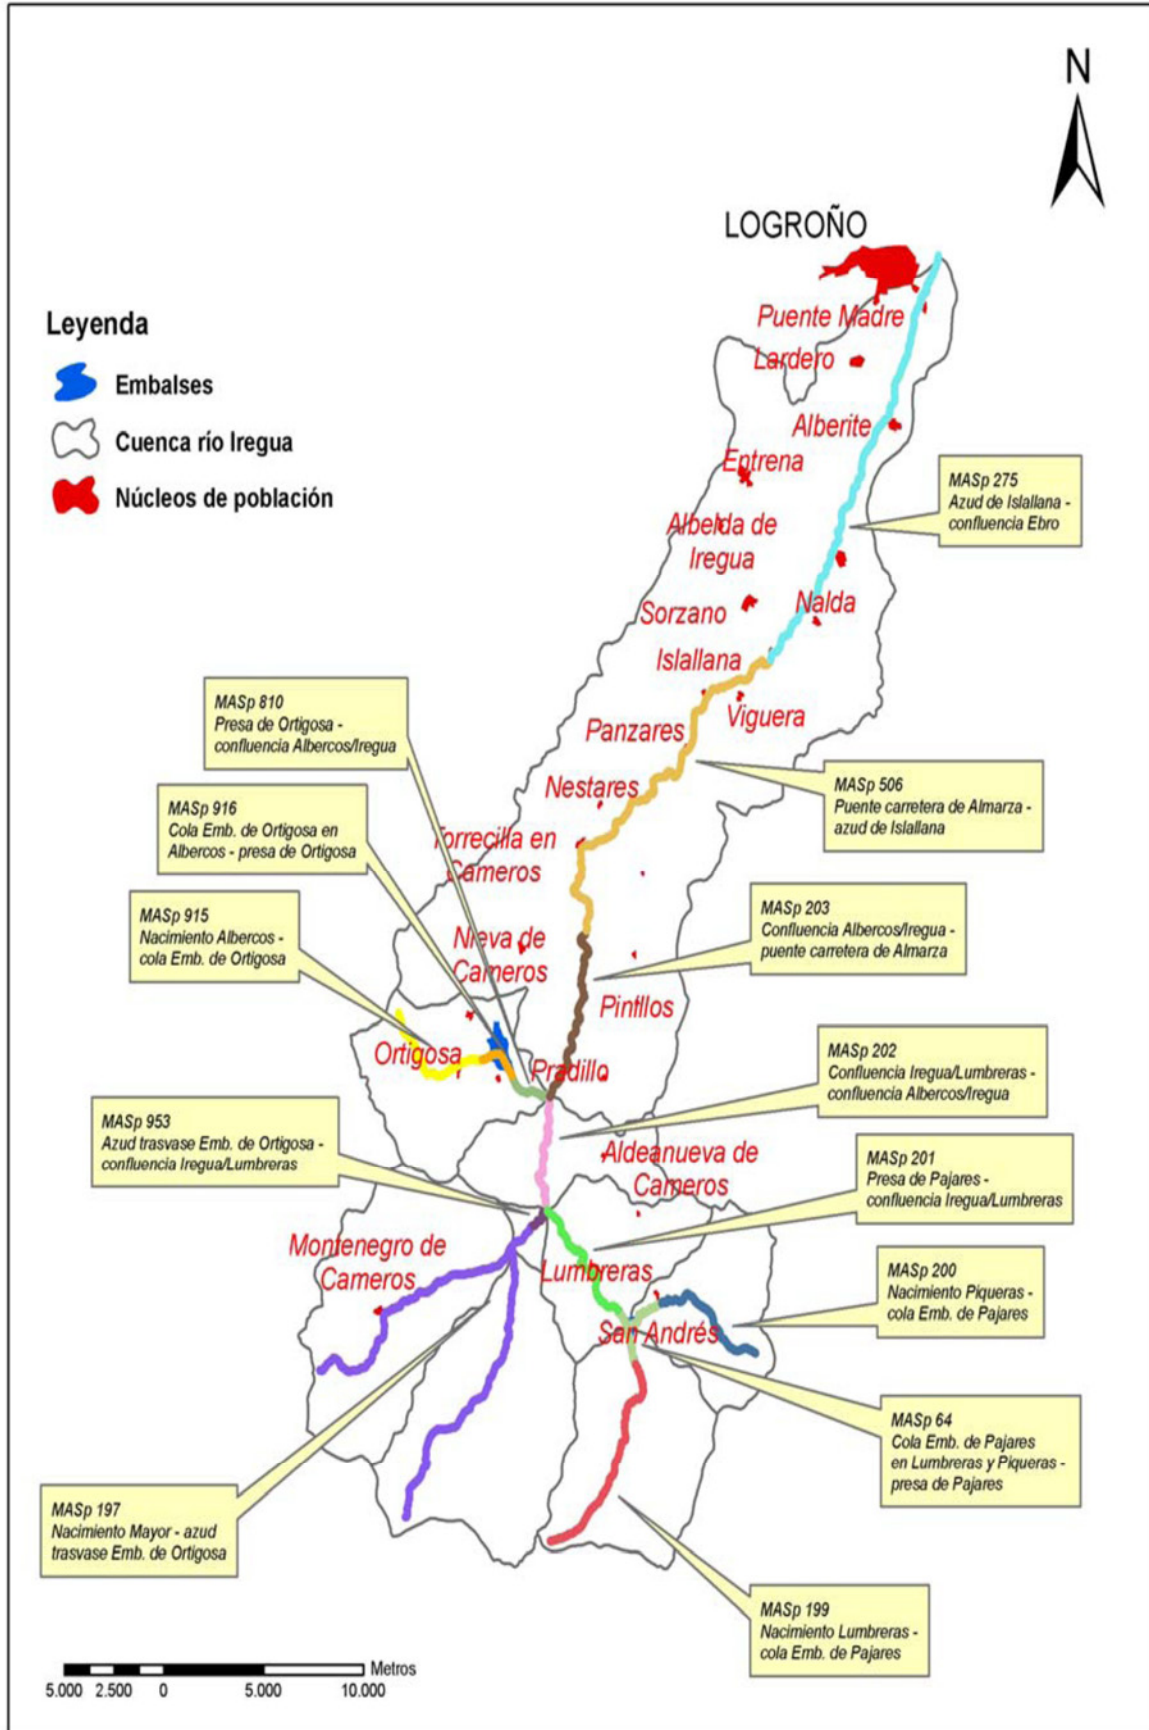 N
LOGROÑO
Leyenda
Embalses
Cuenca río Iregua
Núcleos de población
Puente Madre
Lardero
Alberite
Entrena
Albelda de
Iregua
Sorzano
Nalda
Islallana
Viguera
Panzares
Nestares
Torrecilla en
Cameros
Nieva de
Cameros
Pinillos
Ortigosa
Pradillo
Aldeanueva de
Cameros
Montenegro de
Cameros
Lumbreras
San Andrés
MASp 275
Azud de Islallana -
confluencia Ebro
MASp 810
Presa de Ortigosa -
confluencia Albercos/Iregua
MASp 506
Puente carretera de Almarza -
azud de Islallana
MASp 916
Cola Emb. de Ortigosa en
Albercos - presa de Ortigosa
MASp 915
Nacimiento Albercos -
cola Emb. de Ortigosa
MASp 203
Confluencia Albercos/Iregua -
puente carretera de Almarza
MASp 202
Confluencia Iregua/Lumbreras -
confluencia Albercos/Iregua
MASp 953
Azud trasvase Emb. de Ortigosa -
confluencia Iregua/Lumbreras
MASp 201
Presa de Pajares -
confluencia Iregua/Lumbreras
MASp 200
Nacimiento Piqueras -
cola Emb. de Pajares
MASp 64
Cola Emb. de Pajares
en Lumbreras y Piqueras -
presa de Pajares
MASp 197
Nacimiento Mayor - azud
trasvase Emb. de Ortigosa
MASp 199
Nacimiento Lumbreras -
cola Emb. de Pajares
Metros
5.000 2.500 0 5.000 10.000